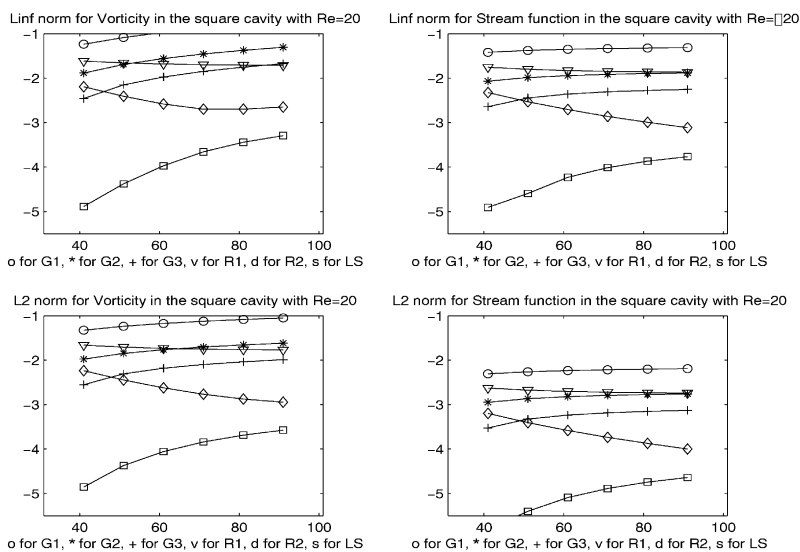 Linf norm for Vorticity in the square cavity with Re=20
Linf norm for Stream function in the square cavity with Re=□20
−1
−2
−3
−4
−5
40 60 80 100
o for G1, * for G2, + for G3, v for R1, d for R2, s for LS
−1
−2
−3
−4
−5
40 60 80 100
o for G1, * for G2, + for G3, v for R1, d for R2, s for LS
L2 norm for Vorticity in the square cavity with Re=20
L2 norm for Stream function in the square cavity with Re=20
−1
−2
−3
−4
−5
40 60 80 100
o for G1, * for G2, + for G3, v for R1, d for R2, s for LS
−1
−2
−3
−4
−5
40 60 80 100
o for G1, * for G2, + for G3, v for R1, d for R2, s for LS